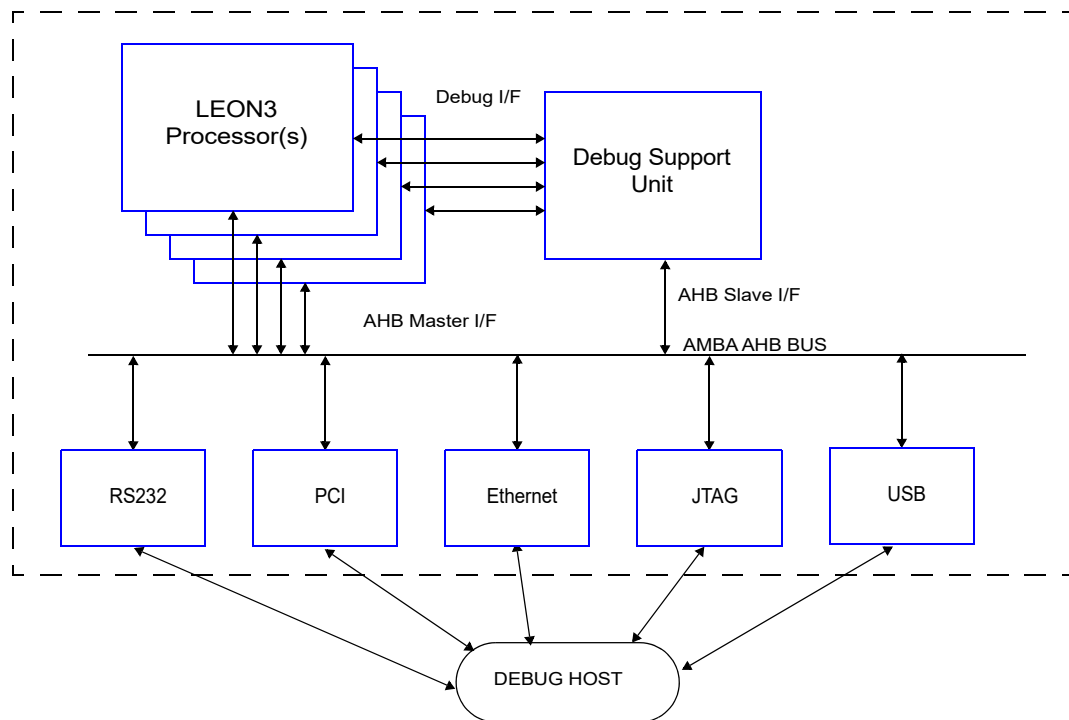 LEON3
Processor(s)
Debug I/F
Debug Support
Unit
AHB Slave I/F
AHB Master I/F
AMBA AHB BUS
RS232
PCI
Ethernet
JTAG
USB
DEBUG HOST